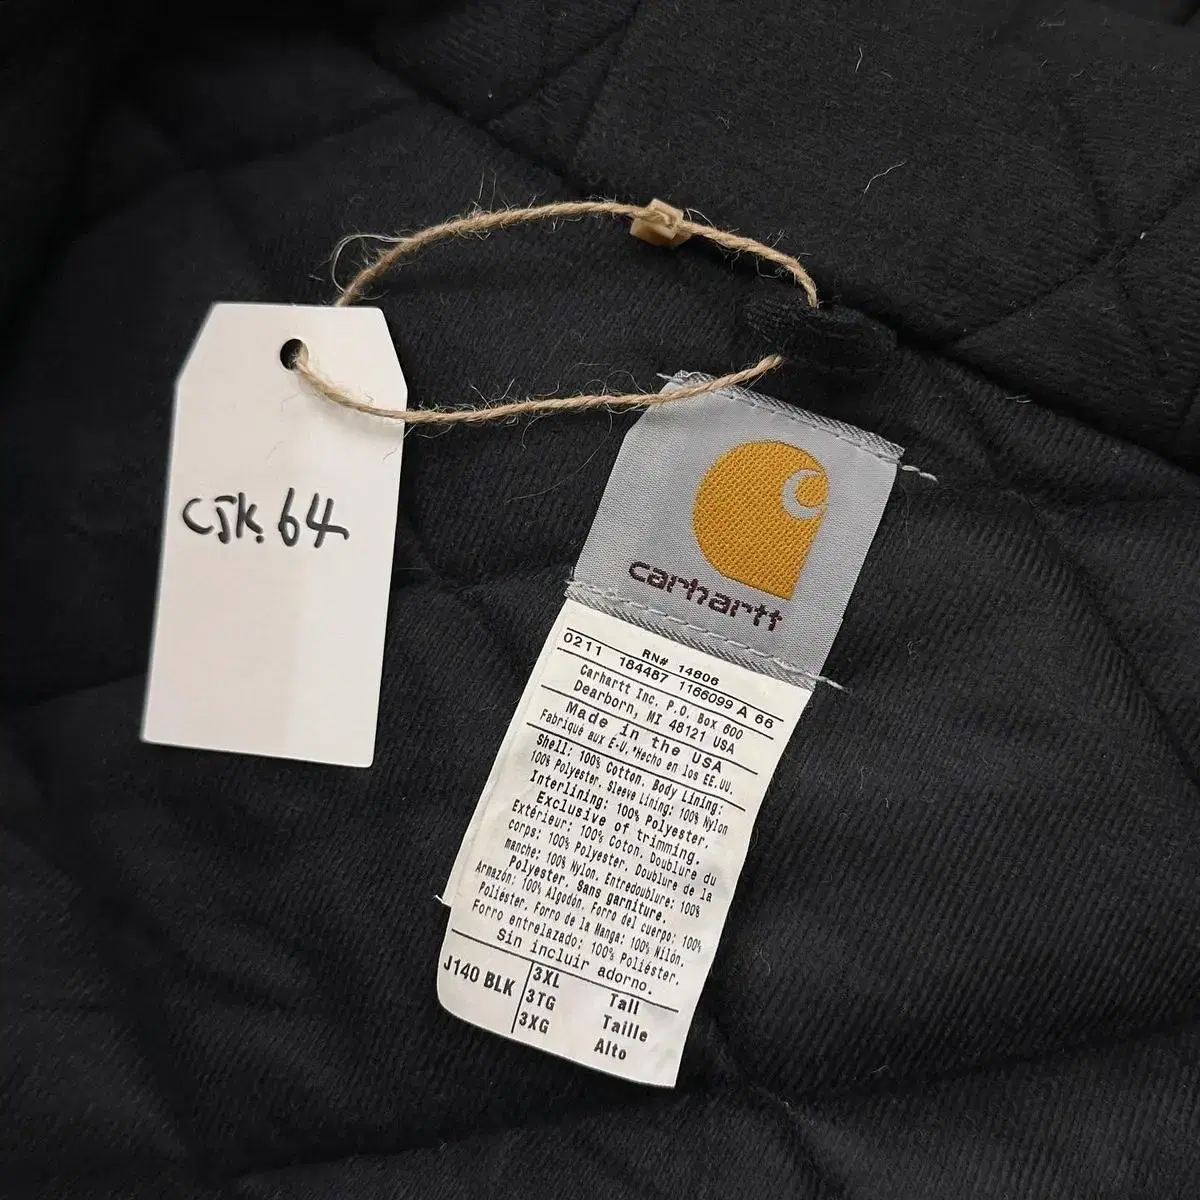 CJK. 64
carhartt
RN# 14806
0211 184487 1166099 A 66
Carhartt Inc. P.O. Box 600
Dearborn, MI 48121 USA
Made in the USA
Fabriqué aux E-U. *Hecho en los EE.UU.
Shell: 100% Cotton. Body Lining:
100% Polyester. Sleeve Lining: 100% Nylon
Interlining: 100% Polyester.
Exclusive of trimming.
Extérieur: 100% Coton. Doublure du
corps: 100% Polyester. Doublure de la
manche: 100% Nylon. Entredoublure: 100%
Polyester. Sans garniture.
Armazón: 100% Algodón. Forro del cuerpo: 100%
Poliéster. Forro de la Manga: 100% Nilón.
Forro entrelazado: 100% Poliéster.
Sin incluir adorno.
J140 BLK
3XL Tall
3TG Taille
3XG Alto